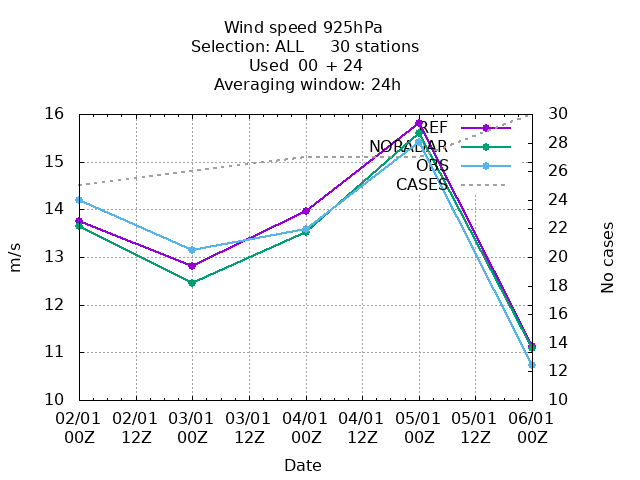 Wind speed 925hPa
Selection: ALL 30 stations
Used 00 + 24
Averaging window: 24h
16 30
REF
NORADAR
28
15
OBS
26
CASES
24
14
22
13 20
18
12
16
14
11
12
10 10
m/s
No cases
02/01 02/01 03/01 03/01 04/01 04/01 05/01 05/01 06/01
00Z 12Z 00Z 12Z 00Z 12Z 00Z 12Z 00Z
Date